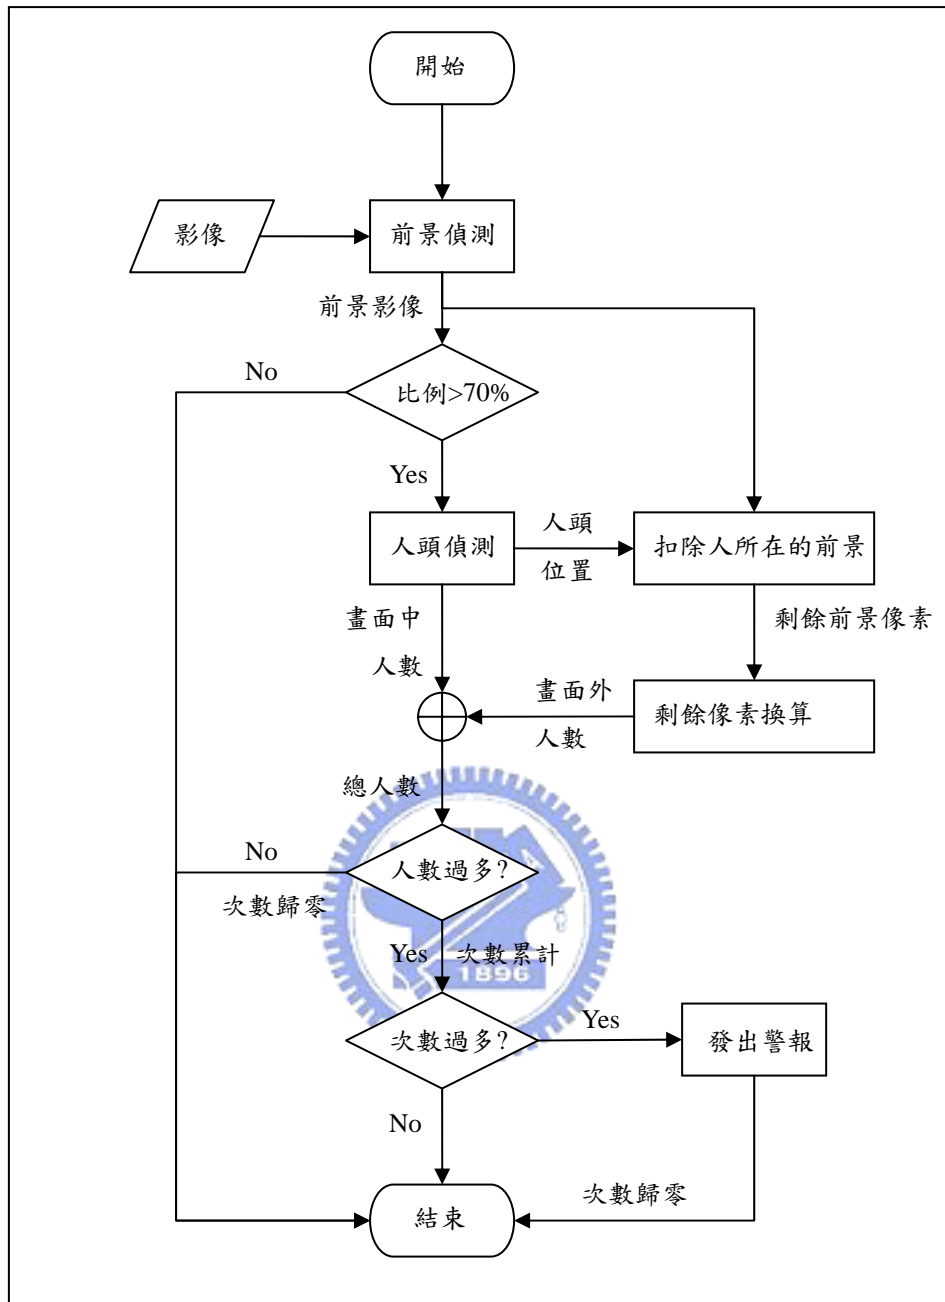 開始
影像
前景偵測
前景影像
No
比例>70%
Yes
人頭偵測
人頭
位置
扣除人所在的前景
畫面中
人數
剩餘前景像素
畫面外
人數
剩餘像素換算
總人數
No
人數過多?
次數歸零
Yes
次數累計
1896
次數過多?
Yes
發出警報
No
次數歸零
結束